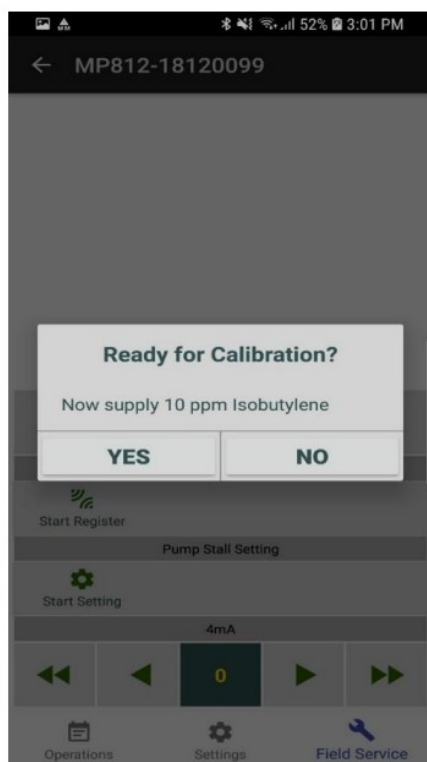 52% 3:01 PM
MP812-18120099
Ready for Calibration?
Now supply 10 ppm Isobutylene
YES NO
Start Register
Pump Stall Setting
Start Setting
4mA
0
Operations Settings Field Service